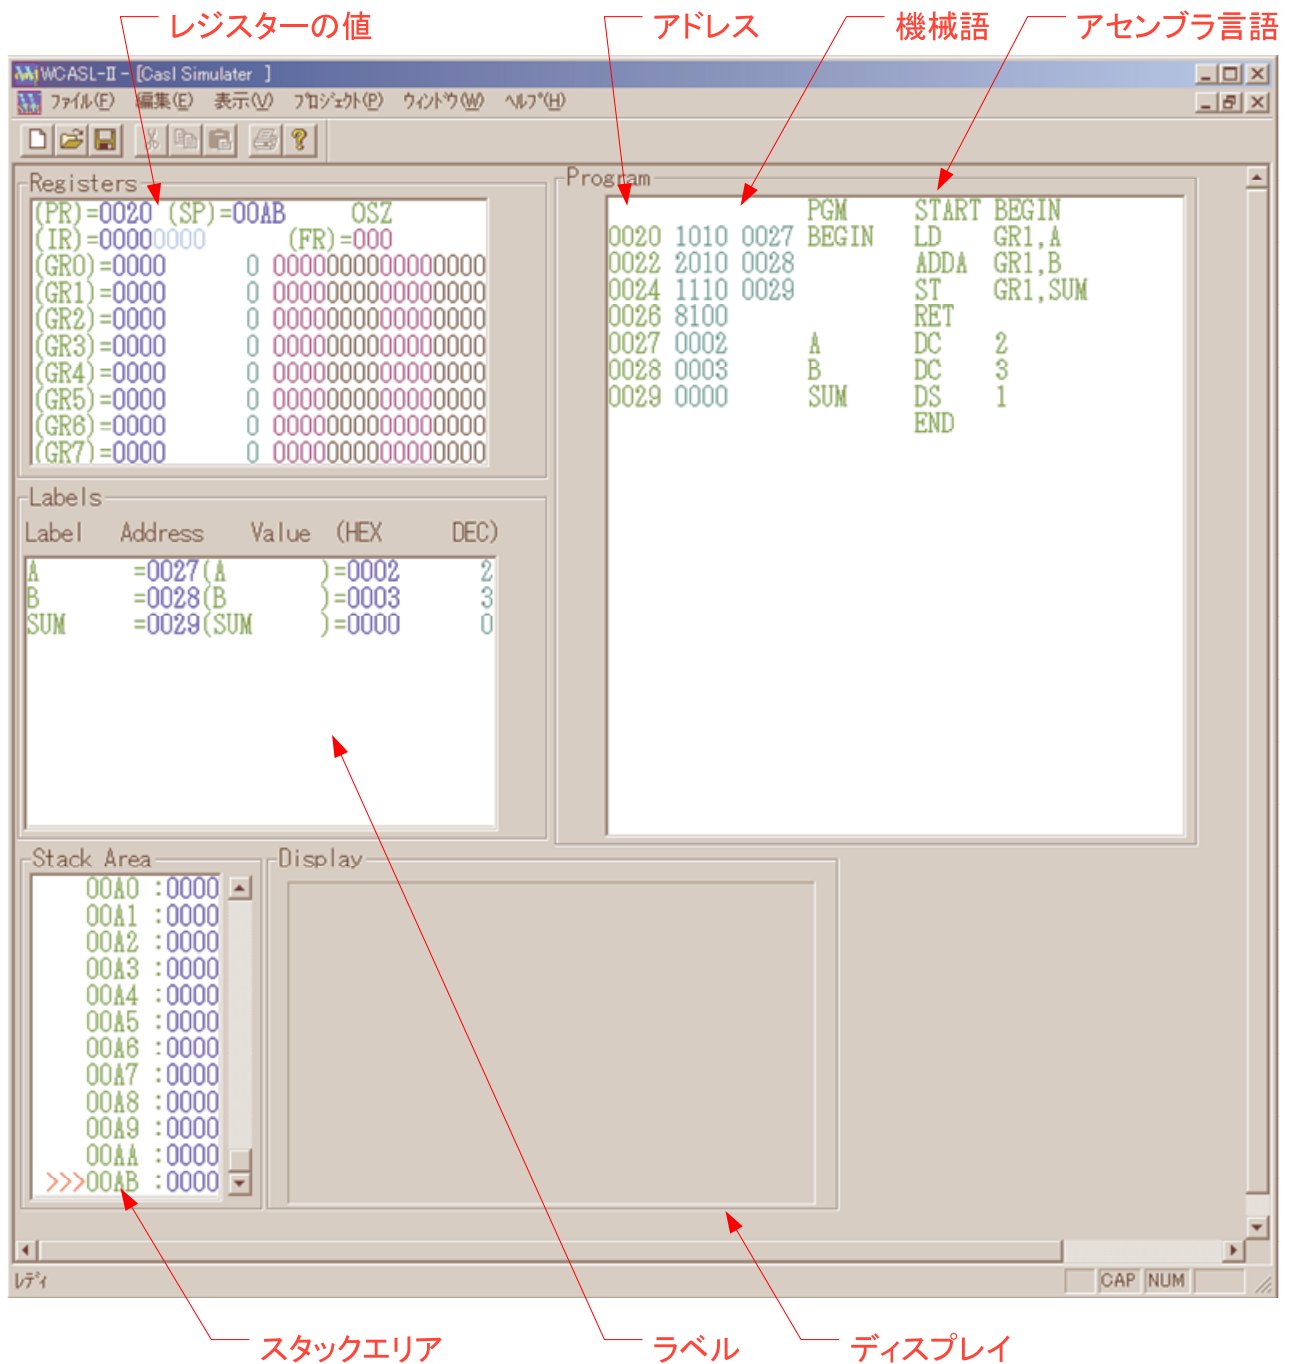 レジスターの値
アドレス
機械語
アセンブラ言語
WCASL-II - [Casl Simulater ]
ファイル(F) 編集(E) 表示(V) プロジェクト(P) ウィンドウ(W) ヘルプ(H)
Registers
(PR)=0020 (SP)=00AB OSZ
(IR)=00000000 (FR)=000
(GR0)=0000 0 0000000000000000
(GR1)=0000 0 0000000000000000
(GR2)=0000 0 0000000000000000
(GR3)=0000 0 0000000000000000
(GR4)=0000 0 0000000000000000
(GR5)=0000 0 0000000000000000
(GR6)=0000 0 0000000000000000
(GR7)=0000 0 0000000000000000
Program
PGM START BEGIN
0020 1010 0027 BEGIN LD GR1,A
0022 2010 0028 ADDA GR1,B
0024 1110 0029 ST GR1,SUM
0026 8100 RET
0027 0002 A DC 2
0028 0003 B DC 3
0029 0000 SUM DS 1
END
Labels
Label Address Value (HEX DEC)
A =0027(A )=0002 2
B =0028(B )=0003 3
SUM =0029(SUM )=0000 0
Stack Area
00A0 :0000
00A1 :0000
00A2 :0000
00A3 :0000
00A4 :0000
00A5 :0000
00A6 :0000
00A7 :0000
00A8 :0000
00A9 :0000
00AA :0000
>>>00AB :0000
Display
レディ
CAP NUM
スタックエリア
ラベル
ディスプレイ